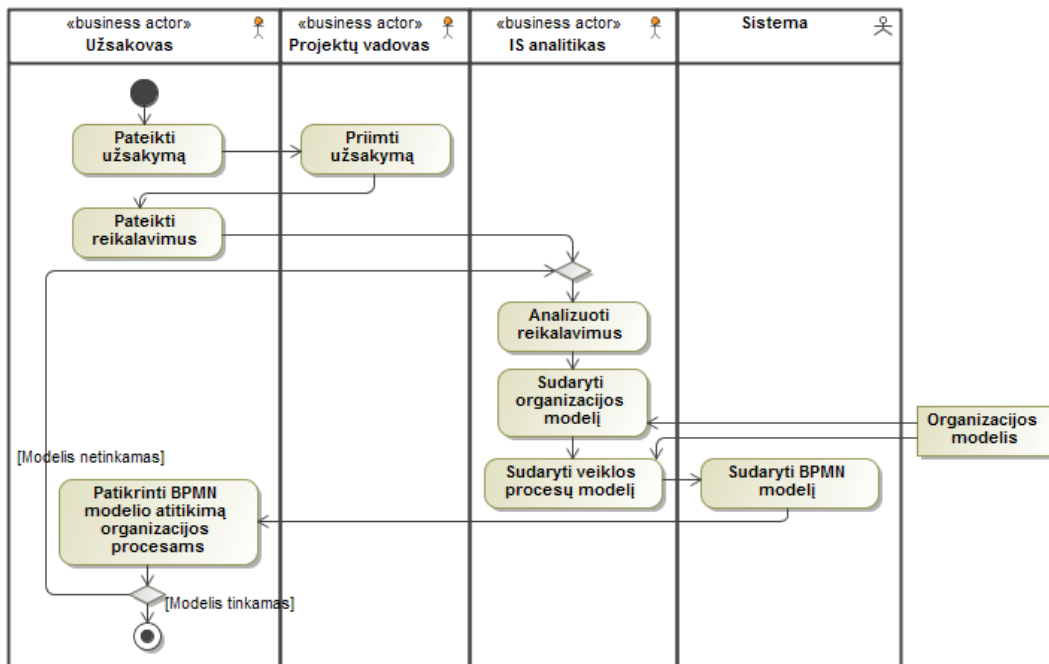 «business actor»
Užsakovas
«business actor»
Projektų vadovas
«business actor»
IS analitikas
Sistema
Pateikti
užsakymą
Priimti
užsakymą
Pateikti
reikalavimus
Analizuoti
reikalavimus
Sudaryti
organizacijos
modelį
Organizacijos
modelis
[Modelis netinkamas]
Sudaryti veiklos
procesų modelį
Sudaryti BPMN
modelį
Patikrinti BPMN
modelio atitikimą
organizacijos
procesams
[Modelis tinkamas]